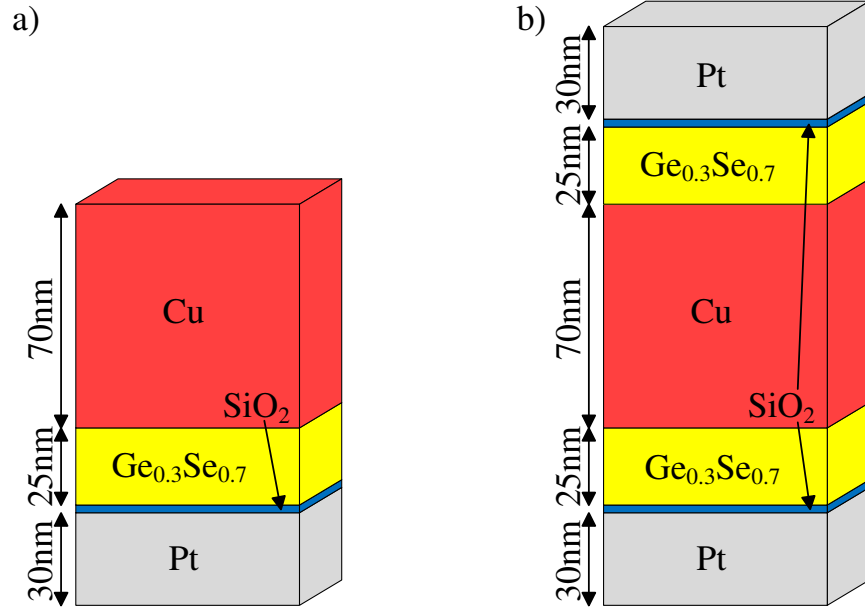 a)
70nm
Cu
SiO₂
25nm
Ge₀.₃Se₀.₇
30nm
Pt
b)
30nm
Pt
25nm
Ge₀.₃Se₀.₇
70nm
Cu
SiO₂
25nm
Ge₀.₃Se₀.₇
30nm
Pt